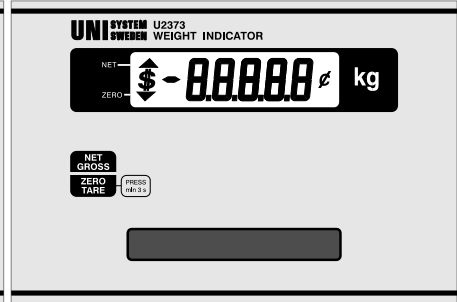 UNI SYSTEM SWEDEN U2373
WEIGHT INDICATOR
NET
ZERO
$ - 8.8.8.8.8 ¢ kg
NET
GROSS
ZERO
TARE
PRESS
min 3 s